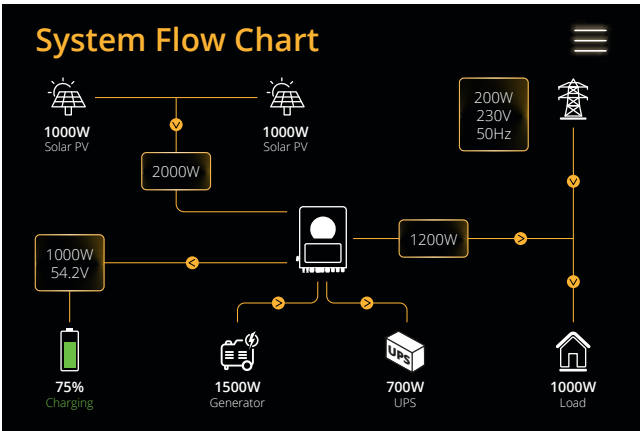 System Flow Chart
1000W
Solar PV
1000W
Solar PV
200W
230V
50Hz
2000W
1200W
1000W
54.2V
75%
Charging
1500W
Generator
UPS
700W
UPS
1000W
Load